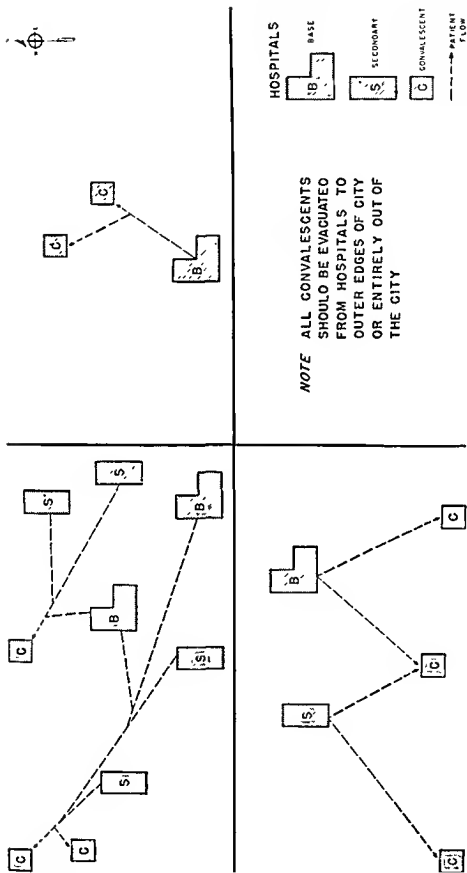 C
C
B
S
S
C
B
B
S
S
C
C
B
C
S
C
C
HOSPITALS
B BASE
S SECONDARY
C CONVALESCENT
PATIENT FLOW
NOTE ALL CONVALESCENTS
SHOULD BE EVACUATED
FROM HOSPITALS TO
OUTER EDGES OF CITY
OR ENTIRELY OUT OF
THE CITY